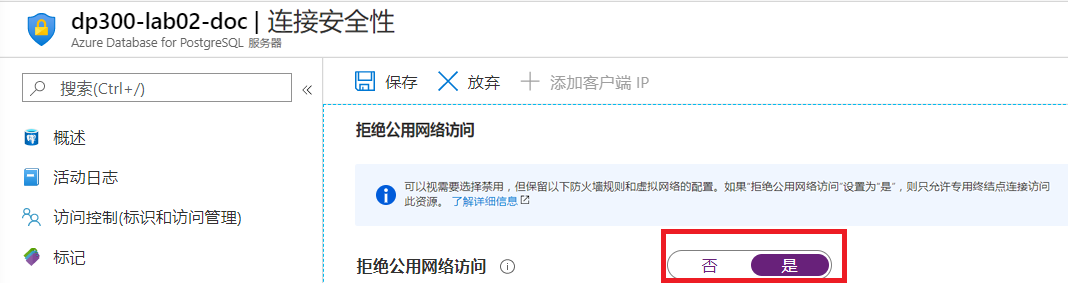 dp300-lab02-doc | 连接安全性
Azure Database for PostgreSQL 服务器
搜索(Ctrl+/)
«
保存
放弃
添加客户端 IP
概述
活动日志
访问控制(标识和访问管理)
标记
拒绝公用网络访问
可以视需要选择禁用，但保留以下防火墙规则和虚拟网络的配置。如果“拒绝公用网络访问”设置为“是”，则只允许专用终结点连接访问
此资源。 了解详细信息
拒绝公用网络访问
否
是